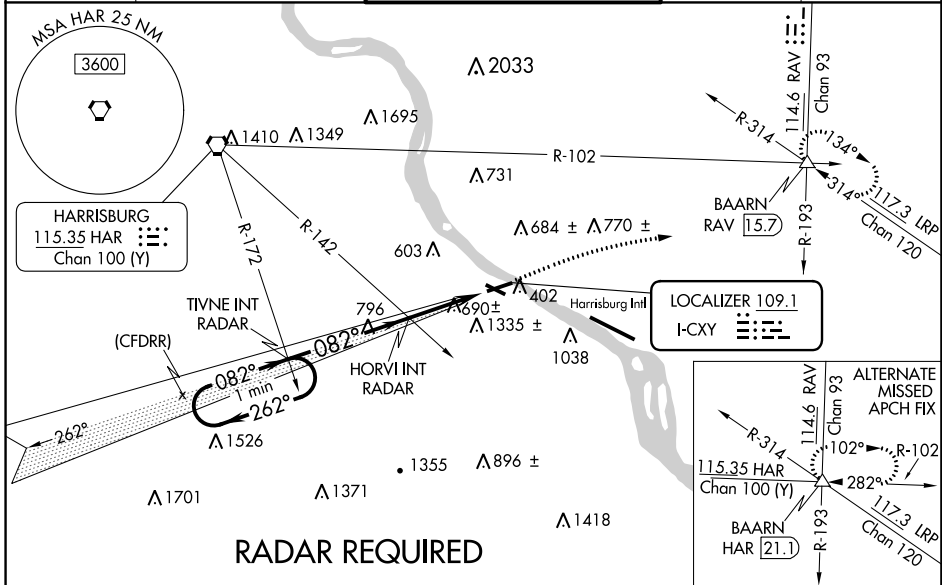 MSA HAR 25 NM
3600
2033
1695
1410
1349
R-102
731
114.6 RAV
Chan 93
R-314
134°
314°
117.3 LRP
Chan 120
BAARN
RAV 15.7
R-193
HARRISBURG
115.35 HAR
Chan 100 (Y)
R-172
R-142
603
684 ±
770 ±
TIVNE INT
RADAR
796
690±
402
Harrisburg Intl
LOCALIZER 109.1
I-CXY
(CFDRR)
082°
082°
HORVI INT
RADAR
1335 ±
1038
1 min
262°
262°
1526
1355
896 ±
1701
1371
1418
RADAR REQUIRED
ALTERNATE
MISSED
APCH FIX
114.6 RAV
Chan 93
R-314
102°
R-102
115.35 HAR
Chan 100 (Y)
282°
BAARN
HAR 21.1
R-193
117.3 LRP
Chan 120